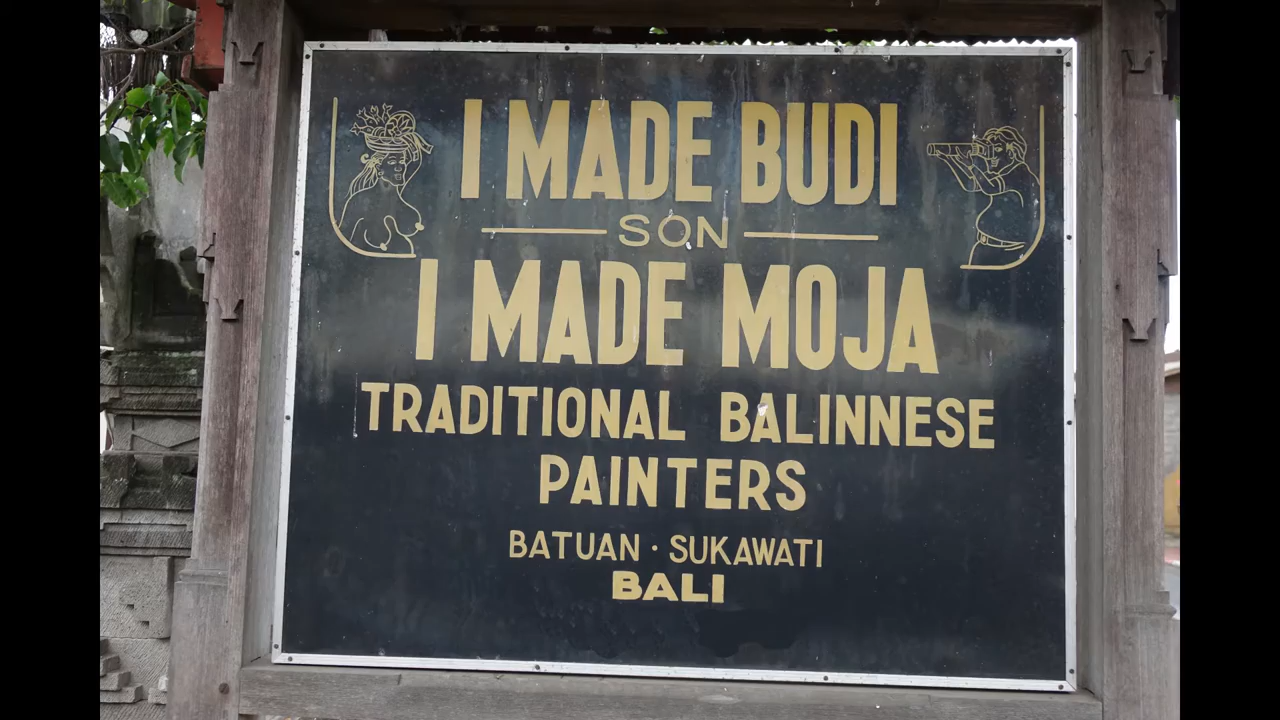 I MADE BUDI
SON
I MADE MOJA
TRADITIONAL BALINNESE
PAINTERS
BATUAN · SUKAWATI
BALI